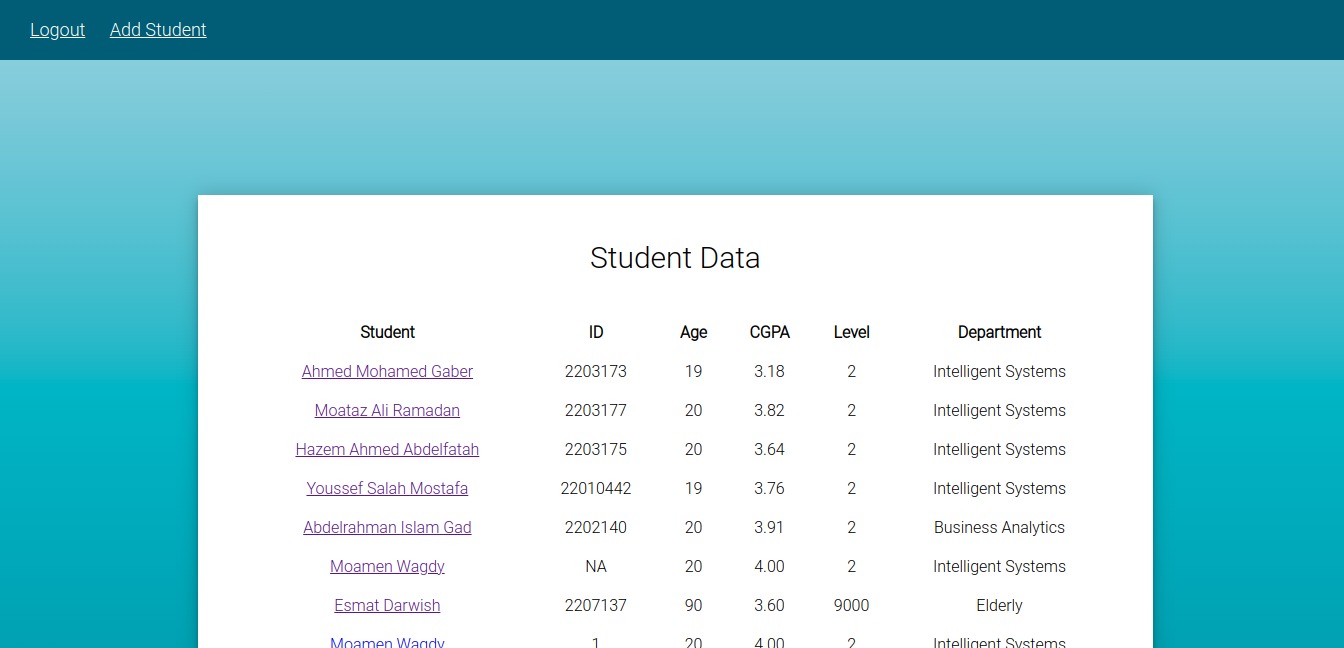 Logout Add Student
Student Data
Student ID Age CGPA Level Department
Ahmed Mohamed Gaber 2203173 19 3.18 2 Intelligent Systems
Moataz Ali Ramadan 2203177 20 3.82 2 Intelligent Systems
Hazem Ahmed Abdelfatah 2203175 20 3.64 2 Intelligent Systems
Youssef Salah Mostafa 22010442 19 3.76 2 Intelligent Systems
Abdelrahman Islam Gad 2202140 20 3.91 2 Business Analytics
Moamen Wagdy NA 20 4.00 2 Intelligent Systems
Esmat Darwish 2207137 90 3.60 9000 Elderly
Moamen Wagdy 1 20 4.00 2 Intelligent Systems